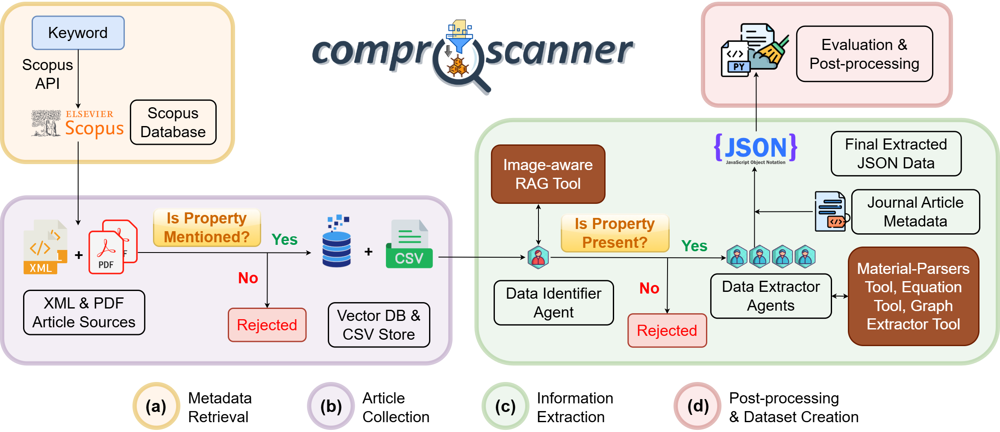 Keyword
Scopus
API
ELSEVIER
Scopus
Scopus
Database
compr scanner
PY
Evaluation &
Post-processing
XML
+
PDF
Is Property
Mentioned?
Yes
No
Rejected
XML & PDF
Article Sources
+
CSV
Vector DB &
CSV Store
Image-aware
RAG Tool
Is Property
Present?
Yes
No
Rejected
Data Identifier
Agent
{JSON}
JavaScript Object Notation
Final Extracted
JSON Data
Journal Article
Metadata
Data Extractor
Agents
Material-Parsers
Tool, Equation
Tool, Graph
Extractor Tool
(a)
Metadata
Retrieval
(b)
Article
Collection
(c)
Information
Extraction
(d)
Post-processing
& Dataset Creation